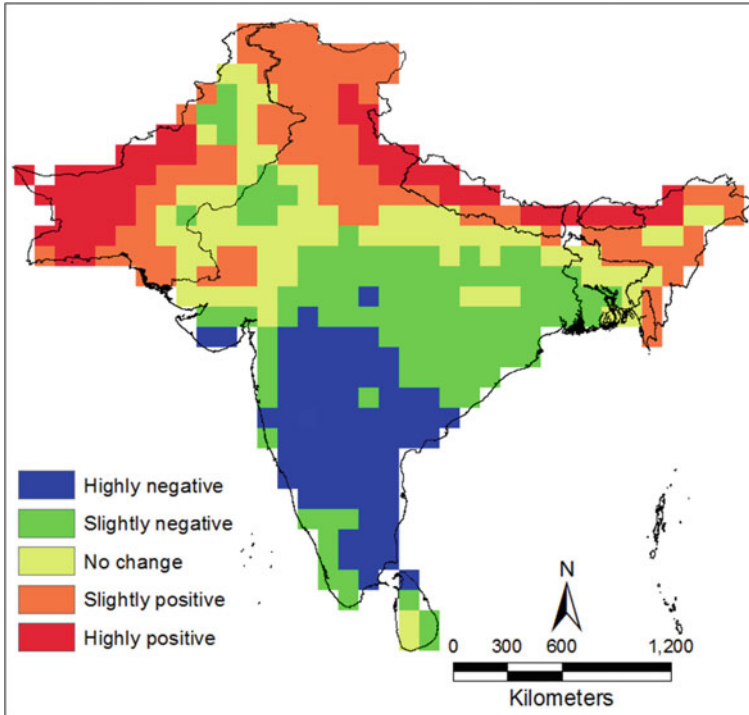 Highly negative
Slightly negative
No change
Slightly positive
Highly positive
N
0 300 600 1,200
Kilometers